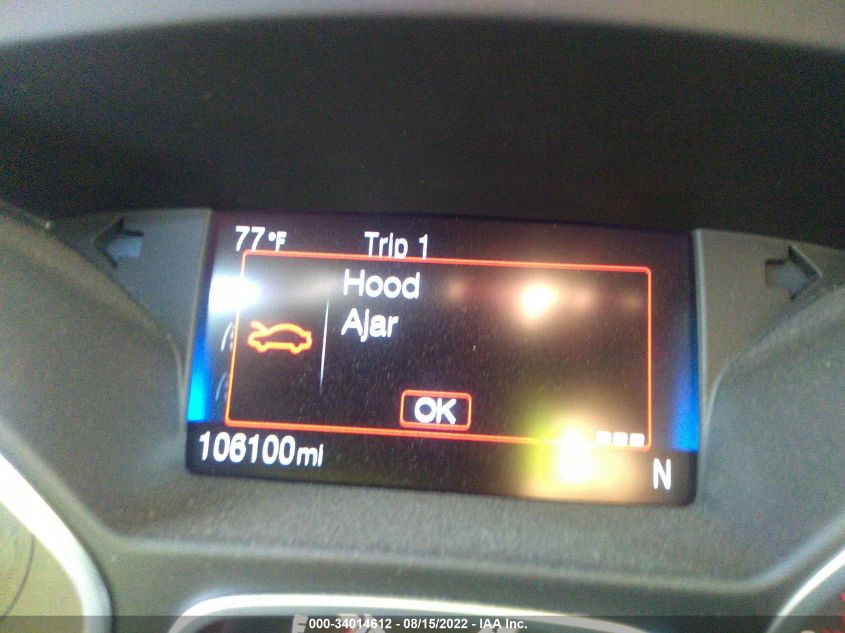 77°F Trip 1
Hood
Ajar
OK
106100mi N
000-34014612 - 08/15/2022 - IAA Inc.